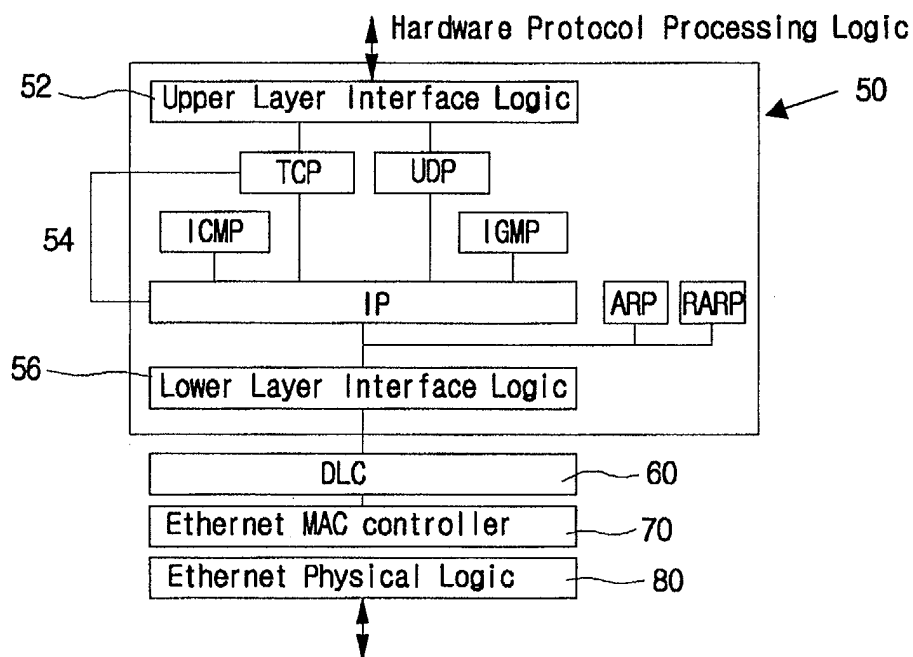 Hardware Protocol Processing Logic
52
Upper Layer Interface Logic
50
TCP
UDP
54
ICMP
IGMP
IP
ARP
RARP
56
Lower Layer Interface Logic
DLC
60
Ethernet MAC controller
70
Ethernet Physical Logic
80